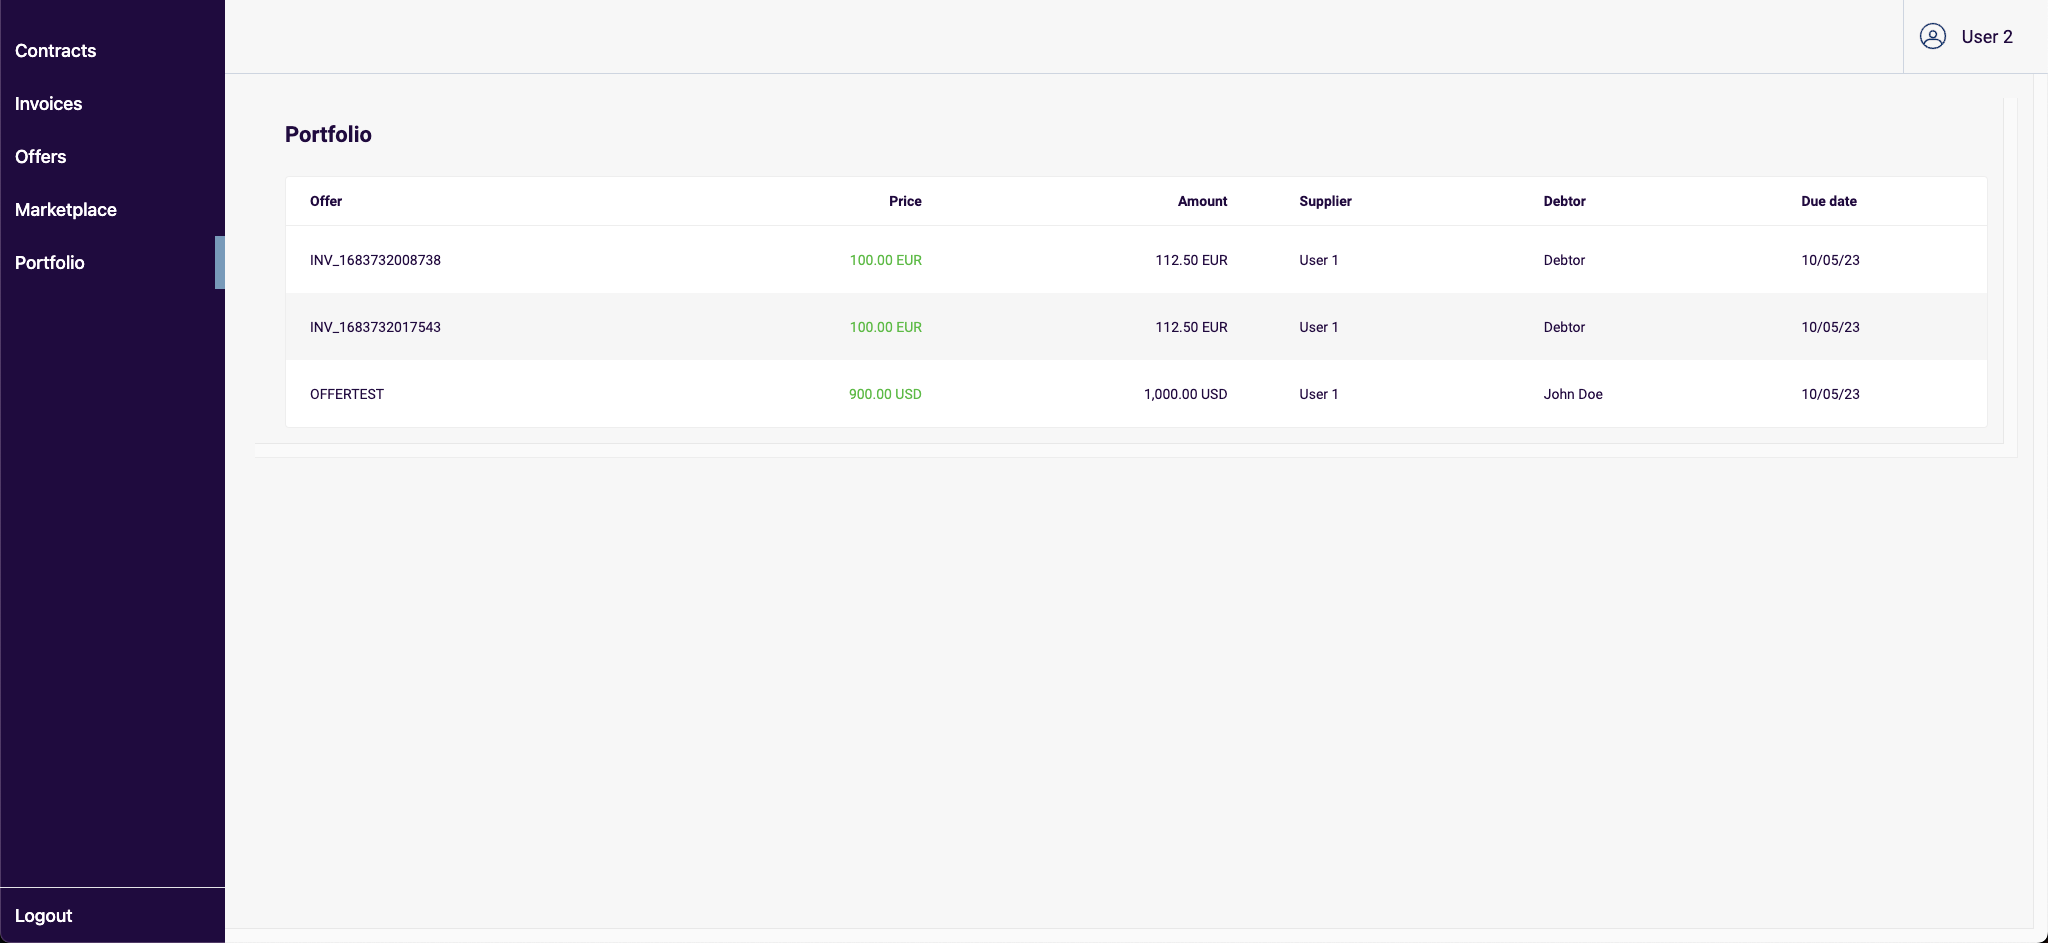 Contracts
Invoices
Offers
Marketplace
Portfolio
Logout
User 2
Portfolio
Offer Price Amount Supplier Debtor Due date
INV_1683732008738 100.00 EUR 112.50 EUR User 1 Debtor 10/05/23
INV_1683732017543 100.00 EUR 112.50 EUR User 1 Debtor 10/05/23
OFFERTEST 900.00 USD 1,000.00 USD User 1 John Doe 10/05/23